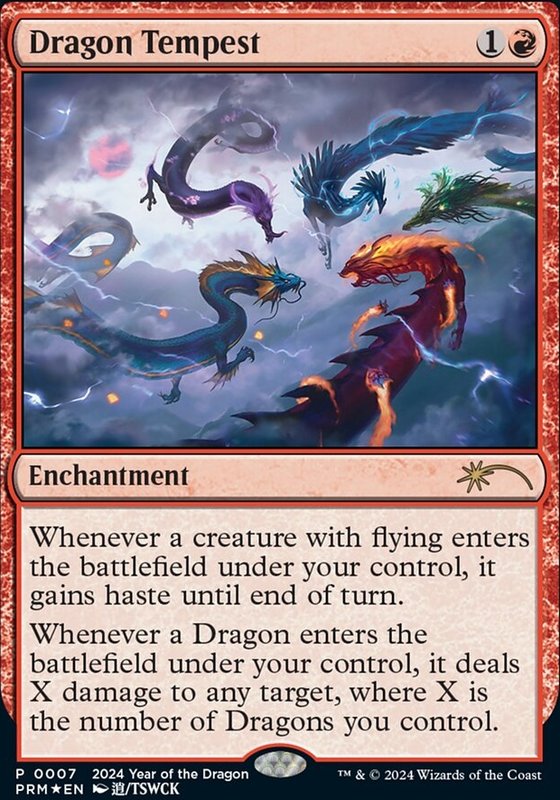 Dragon Tempest 1
Enchantment
Whenever a creature with flying enters
the battlefield under your control, it
gains haste until end of turn.
Whenever a Dragon enters the
battlefield under your control, it deals
X damage to any target, where X is
the number of Dragons you control.
P 0007 2024 Year of the Dragon ™ & © 2024 Wizards of the Coast
PRM★EN 逍/TSWCK